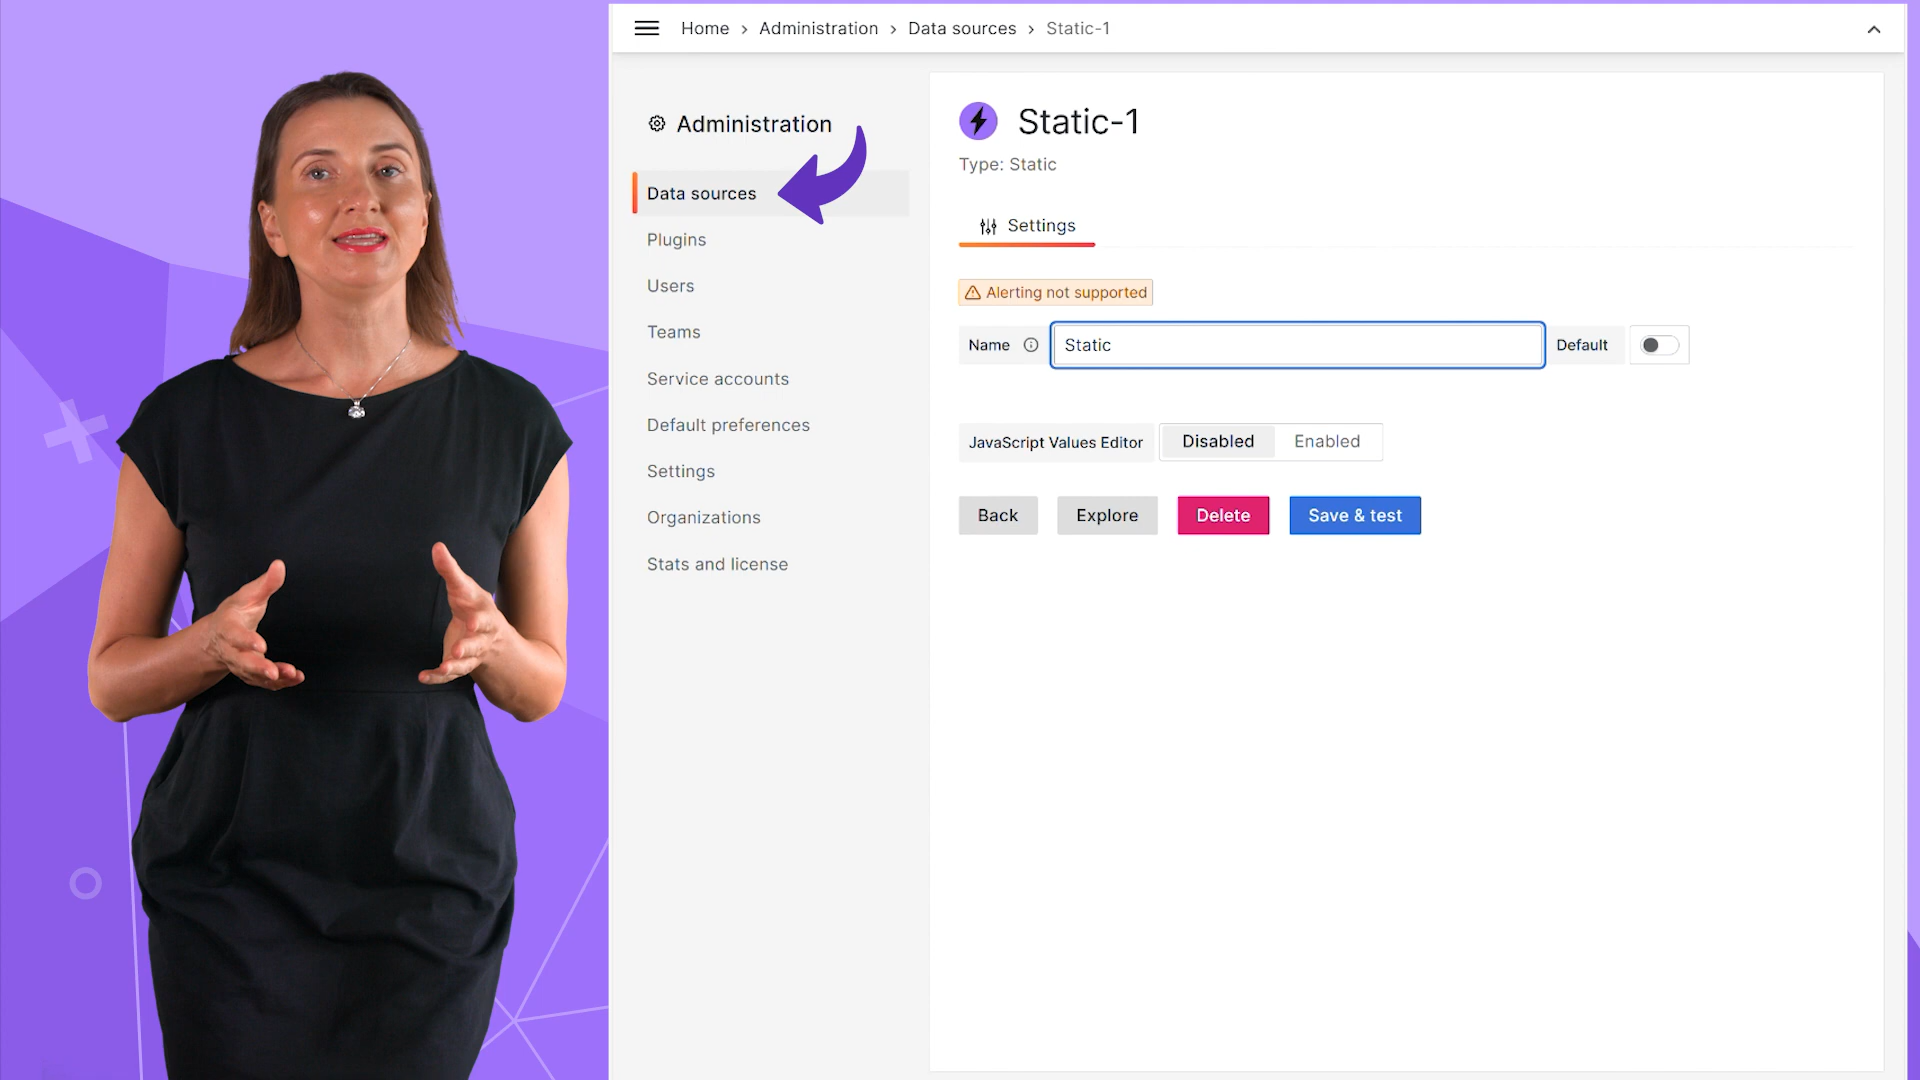 Home › Administration › Data sources › Static-1
Administration
Data sources
Plugins
Users
Teams
Service accounts
Default preferences
Settings
Organizations
Stats and license
Static-1
Type: Static
Settings
Alerting not supported
Name Static Default
JavaScript Values Editor Disabled Enabled
Back Explore Delete Save & test